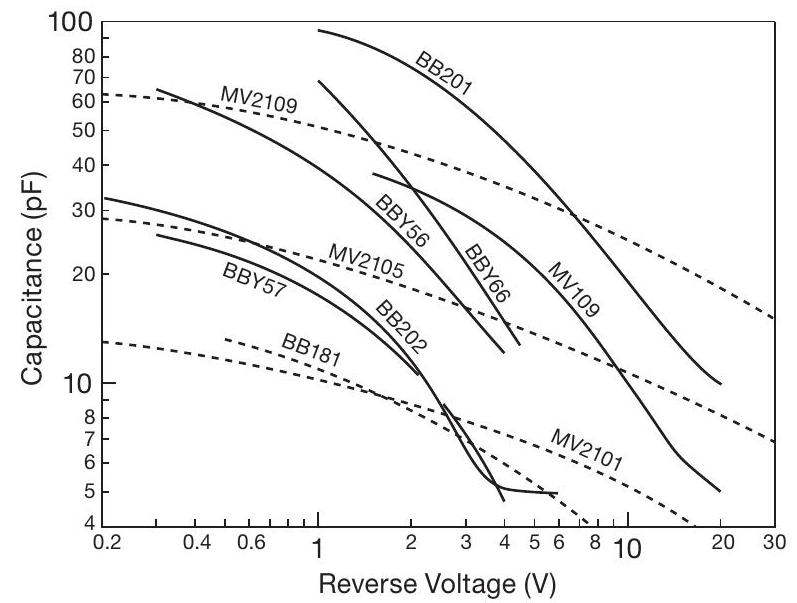 100
80
70
60
50
40
30
20
10
8
7
6
5
4
Capacitance (pF)
BB201
MV2109
BBY56
BBY66
MV109
MV2105
BBY57
BB202
BB181
MV2101
0.2 0.4 0.6 1 2 3 4 5 6 8 10 20 30
Reverse Voltage (V)